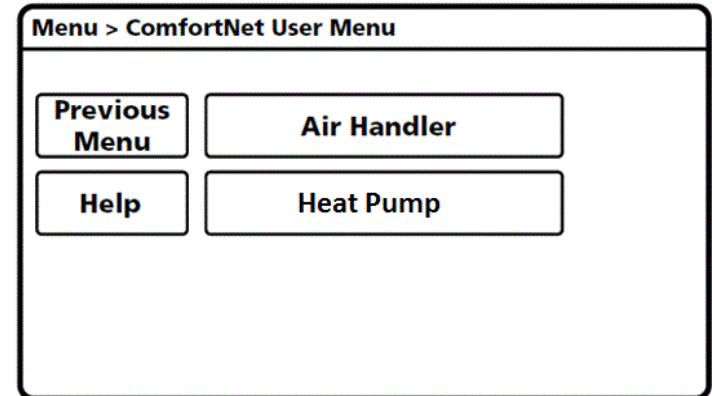 Menu > ComfortNet User Menu
Previous
Menu
Air Handler
Help
Heat Pump